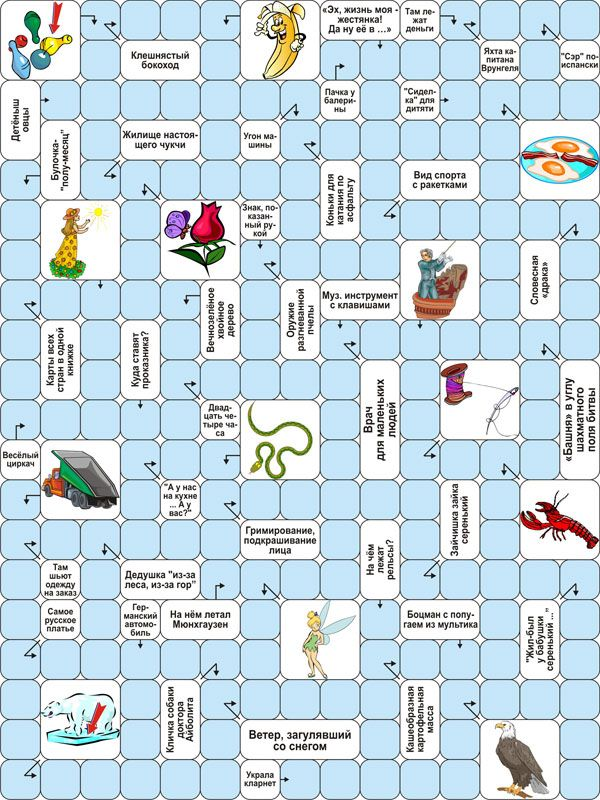 «Эх, жизнь моя -
жестянка!
Да ну её в ...»
Там ле-
жат
деньги
Клешнястый
бокоход
Яхта ка-
питана
Врунгеля
"Сэр" по-
испански
Детёныш
овцы
Пачка у
балери-
ны
"Сидел-
ка" для
дитяти
Булочка-
"полу-месяц"
Жилище настоя-
щего чукчи
Угон ма-
шины
Коньки для
катания по
асфальту
Вид спорта
с ракетками
Знак, по-
казан-
ный ру-
кой
Словесная
«драка»
Вечнозелёное
хвойное
дерево
Оружие
разгневанной
пчелы
Муз. инструмент
с клавишами
Карты всех
стран в одной
книжке
Куда ставят
проказника?
Врач
для маленьких
людей
«Башня» в углу
шахматного
поля битвы
Двад-
цать че-
тыре ча-
са
Весёлый
циркач
"А у нас
на кухне
... А у
вас?"
Зайчишка зайка
серенький
Гримирование,
подкрашивание
лица
На чём
лежат
рельсы?
Там
шьют
одежду
на заказ
Дедушка "из-за
леса, из-за гор"
Самое
русское
платье
Гер-
манский
автомо-
биль
На нём летал
Мюнхгаузен
Боцман с попу-
гаем из мультика
"Жил-был
у бабушки
серенький ..."
Кличка собаки
доктора
Айболита
Ветер, загулявший
со снегом
Кашеобразная
картофельная
масса
Украла
кларнет